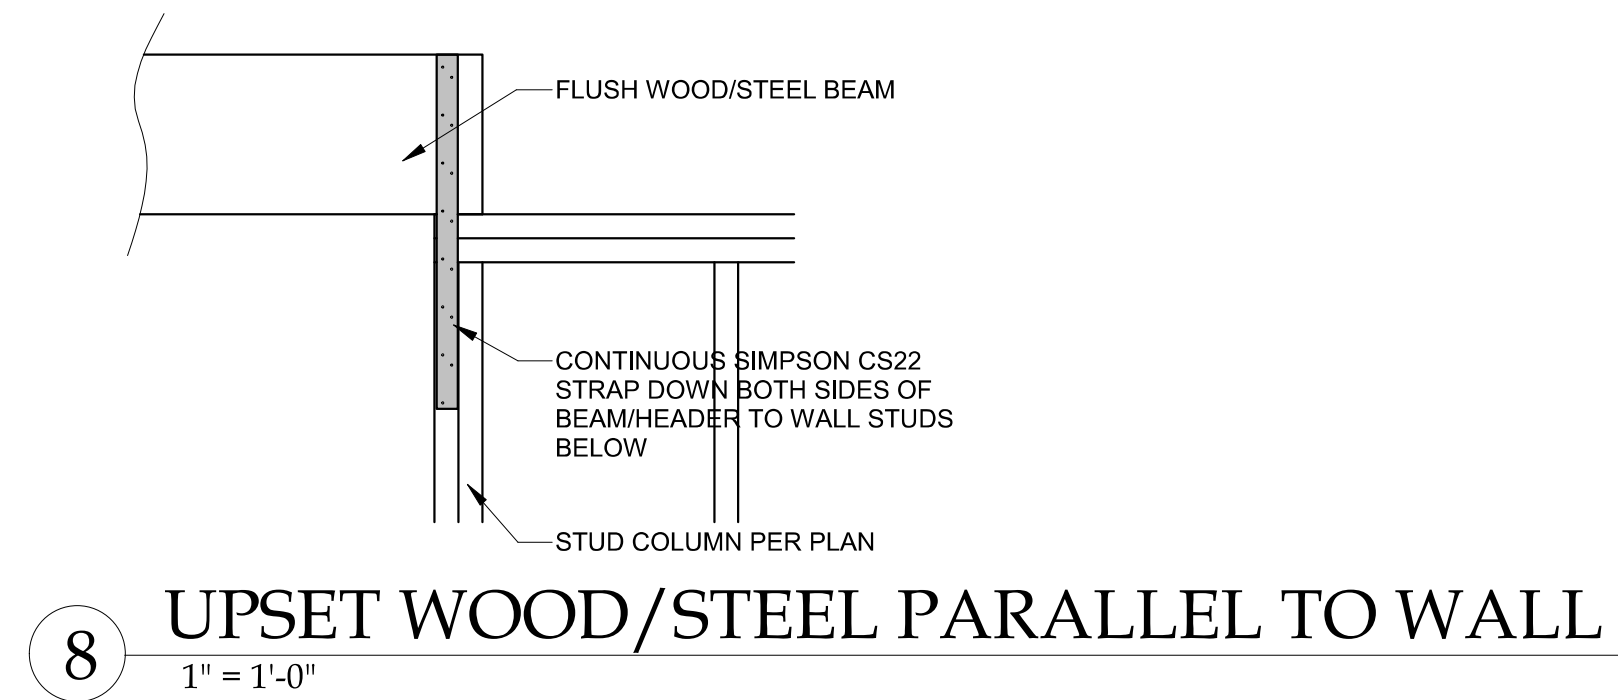 FLUSH WOOD/STEEL BEAM
CONTINUOUS SIMPSON CS22
STRAP DOWN BOTH SIDES OF
BEAM/HEADER TO WALL STUDS
BELOW
STUD COLUMN PER PLAN
8
UPSET WOOD/STEEL PARALLEL TO WALL
1" = 1'-0"